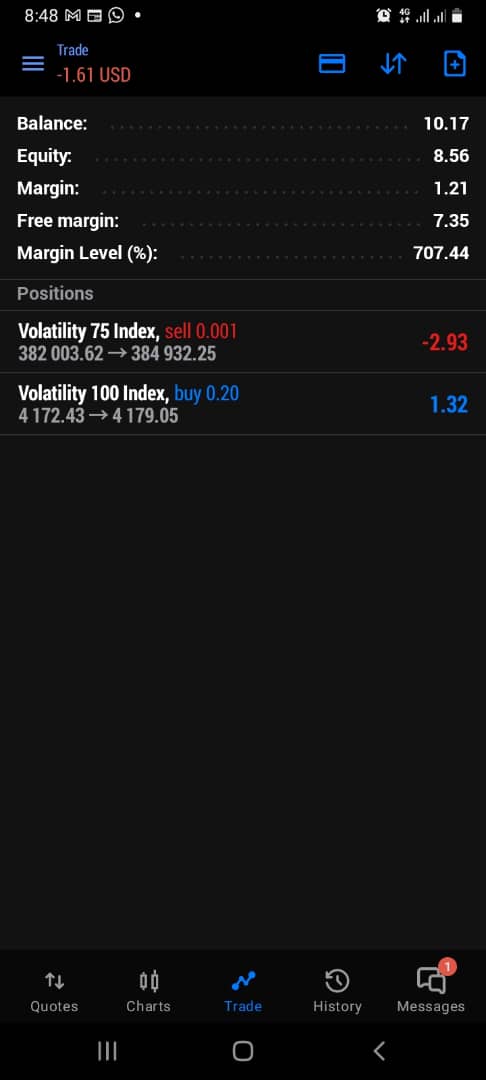 8:48
4G
Trade
-1.61 USD
Balance: 10.17
Equity: 8.56
Margin: 1.21
Free margin: 7.35
Margin Level (%): 707.44
Positions
Volatility 75 Index, sell 0.001
382 003.62 → 384 932.25
-2.93
Volatility 100 Index, buy 0.20
4 172.43 → 4 179.05
1.32
1
Quotes Charts Trade History Messages